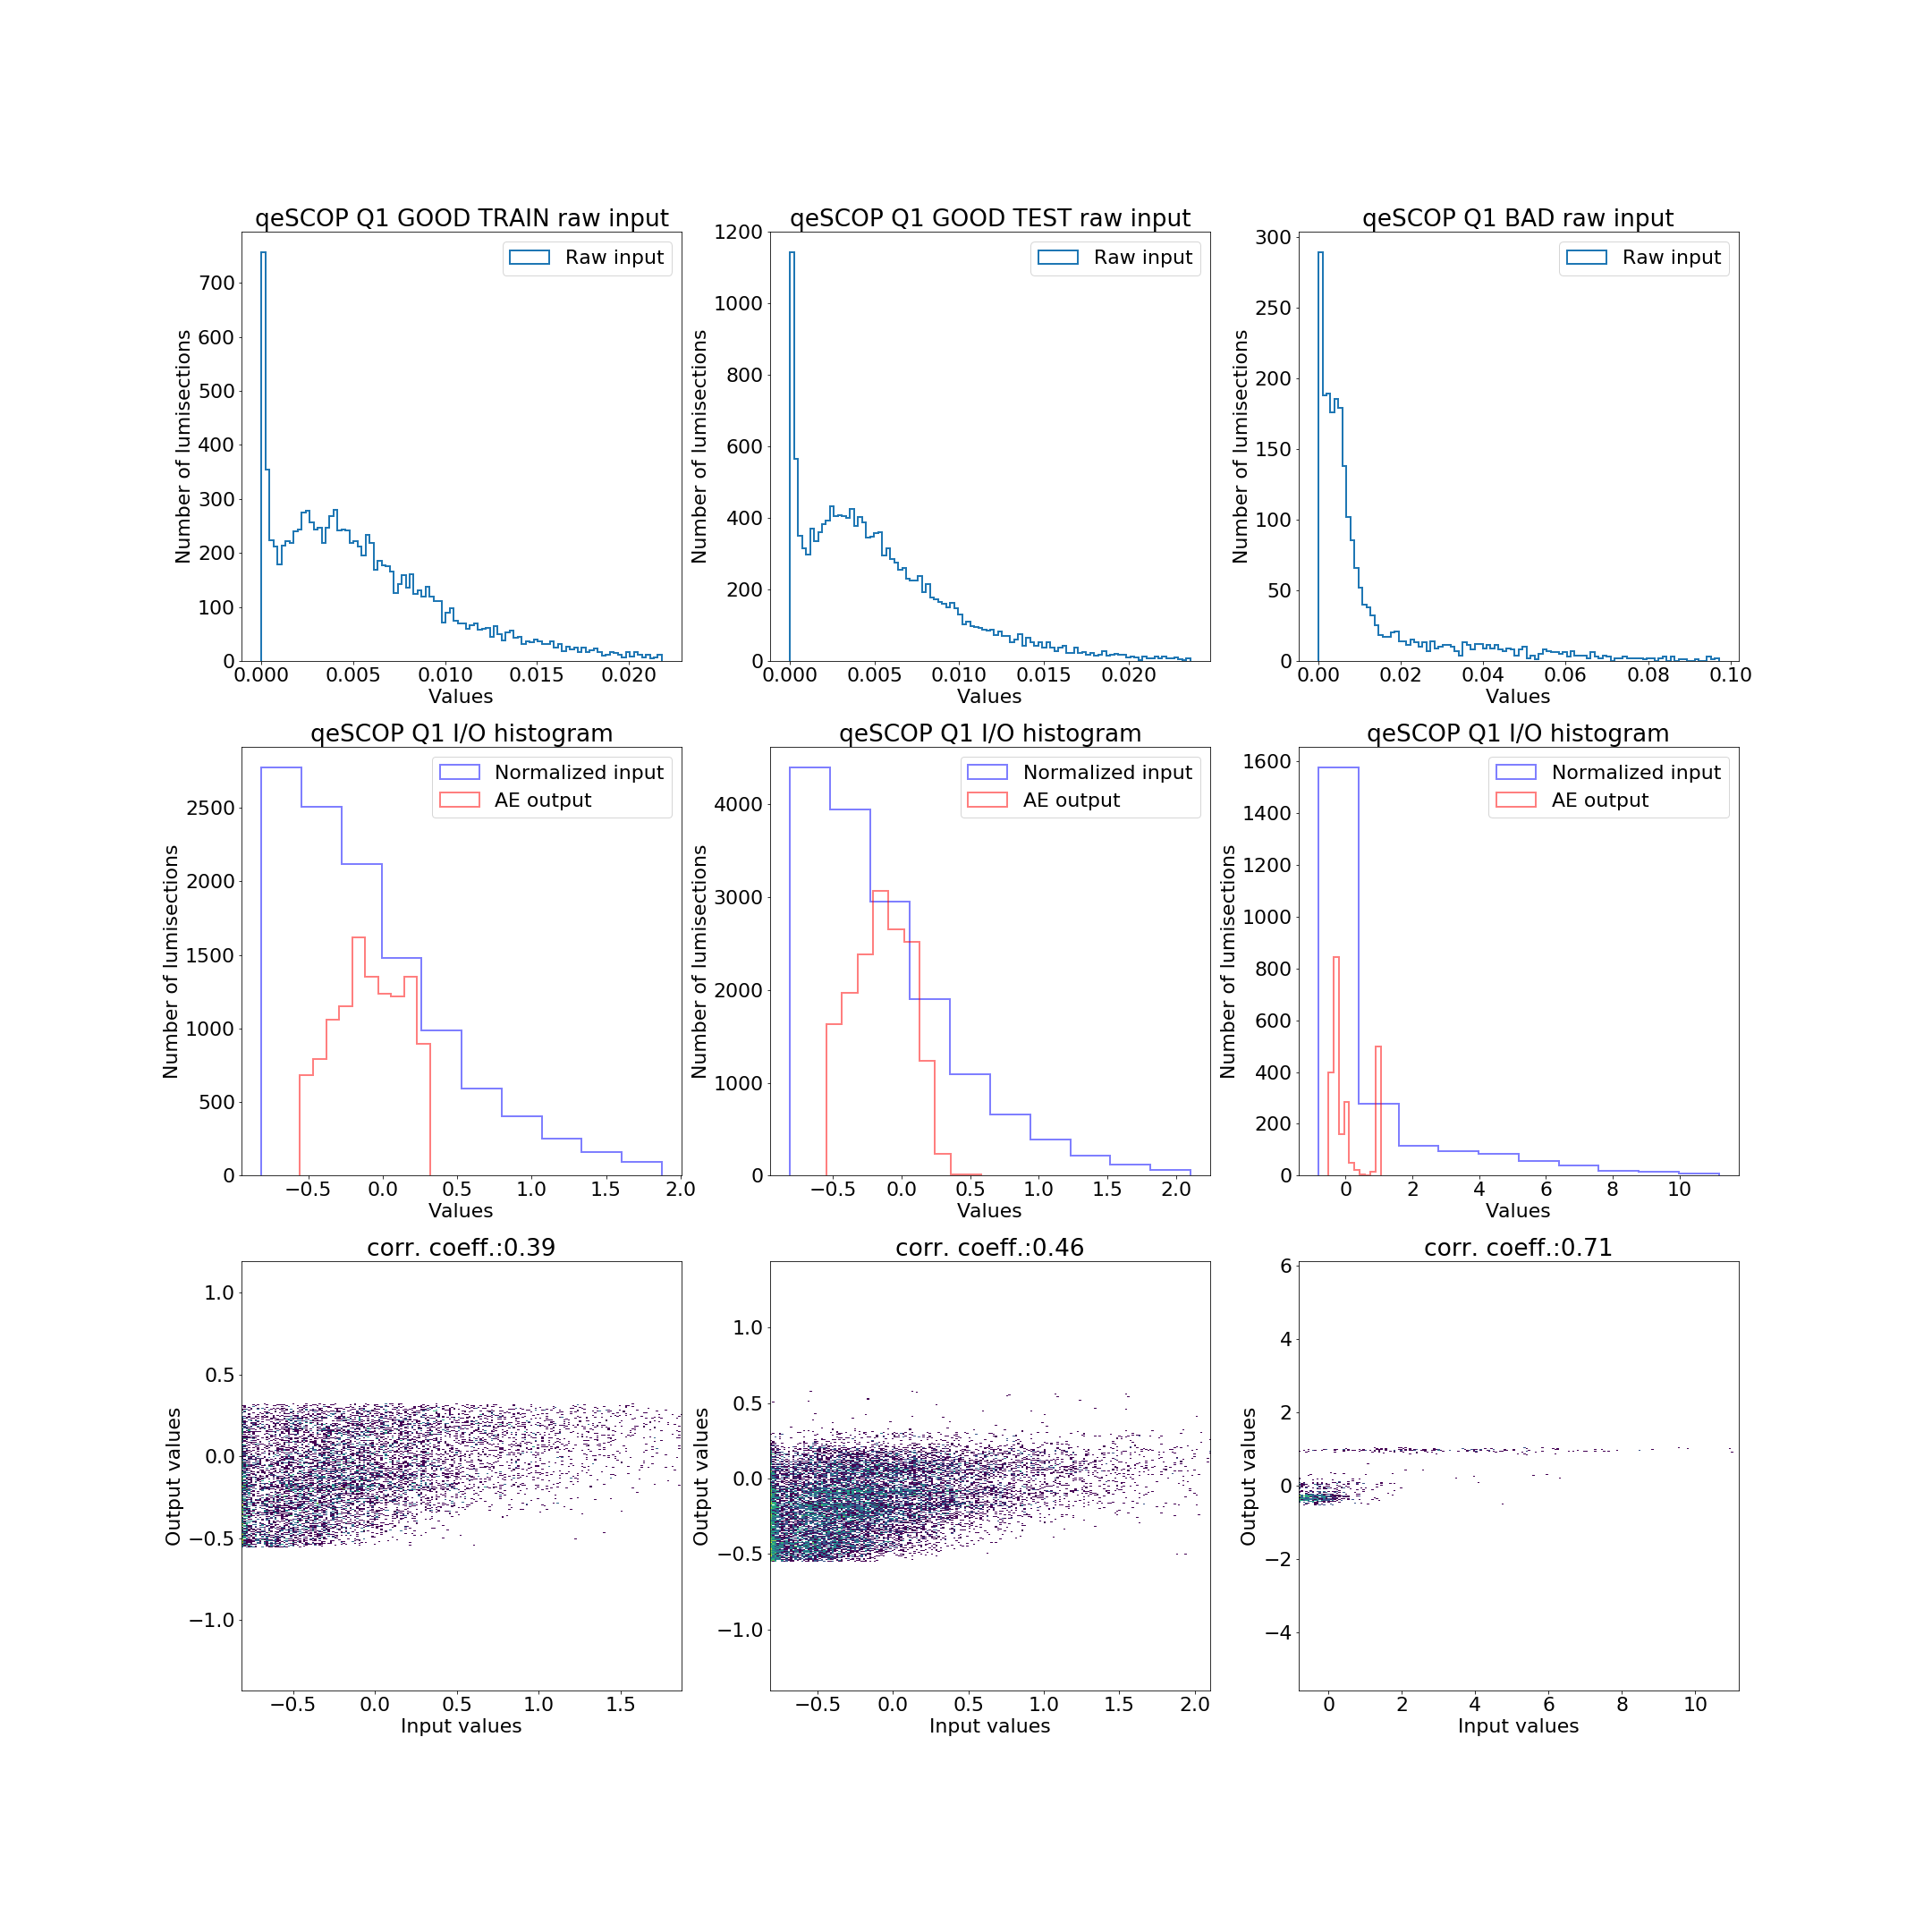 qeSCOP Q1 GOOD TRAIN raw input
Raw input
Number of lumisections
700
600
500
400
300
200
100
0
0.000 0.005 0.010 0.015 0.020
Values
qeSCOP Q1 GOOD TEST raw input
Raw input
Number of lumisections
1200
1000
800
600
400
200
0
0.000 0.005 0.010 0.015 0.020
Values
qeSCOP Q1 BAD raw input
Raw input
Number of lumisections
300
250
200
150
100
50
0
0.00 0.02 0.04 0.06 0.08 0.10
Values
qeSCOP Q1 I/O histogram
Normalized input
AE output
Number of lumisections
2500
2000
1500
1000
500
0
−0.5 0.0 0.5 1.0 1.5 2.0
Values
qeSCOP Q1 I/O histogram
Normalized input
AE output
Number of lumisections
4000
3000
2000
1000
0
−0.5 0.0 0.5 1.0 1.5 2.0
Values
qeSCOP Q1 I/O histogram
Normalized input
AE output
Number of lumisections
1600
1400
1200
1000
800
600
400
200
0
0 2 4 6 8 10
Values
corr. coeff.:0.39
Output values
1.0
0.5
0.0
−0.5
−1.0
−0.5 0.0 0.5 1.0 1.5
Input values
corr. coeff.:0.46
Output values
1.0
0.5
0.0
−0.5
−1.0
−0.5 0.0 0.5 1.0 1.5 2.0
Input values
corr. coeff.:0.71
Output values
6
4
2
0
−2
−4
0 2 4 6 8 10
Input values